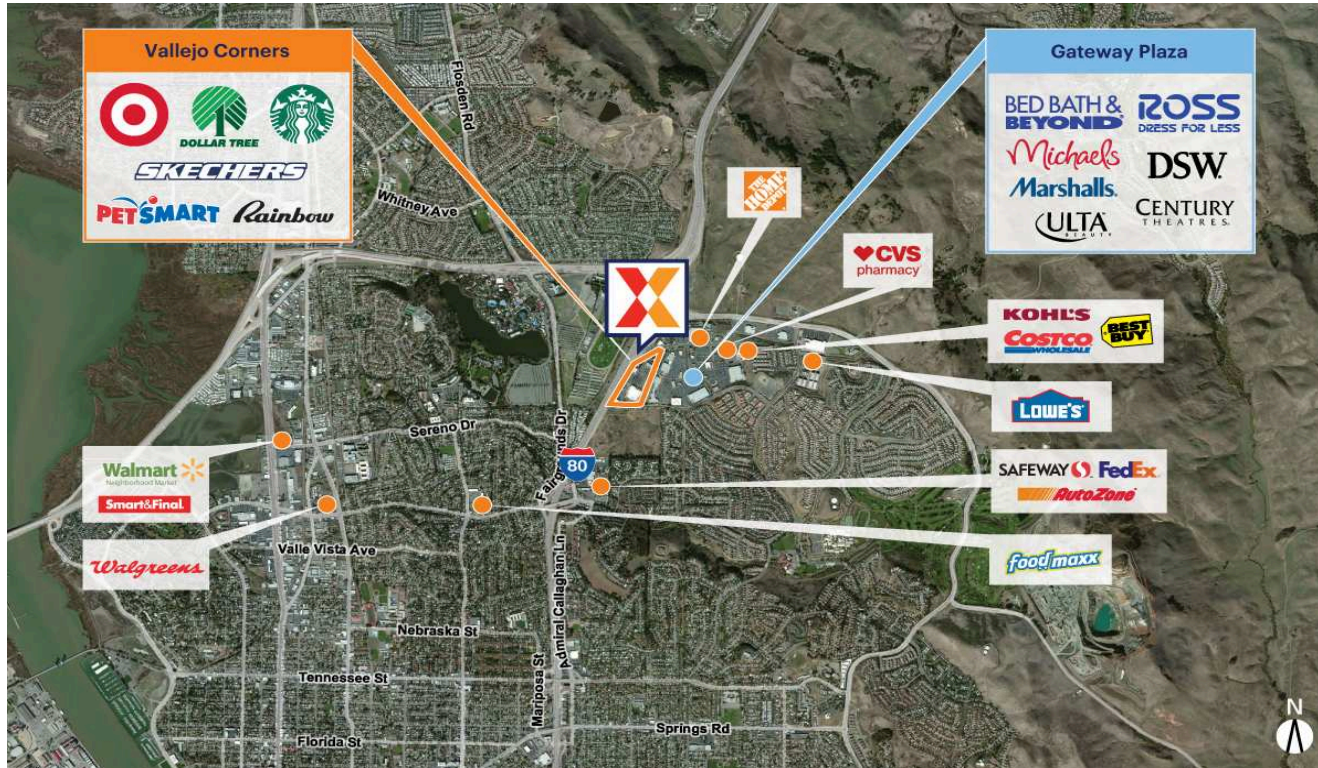 Vallejo Corners
DOLLAR TREE
SKECHERS
PETSMART Rainbow
Gateway Plaza
BED BATH &
BEYOND
ROSS
DRESS FOR LESS
Michaels
DSW
Marshalls.
ULTA
BEAUTY
CENTURY
THEATRES
Flosden Rd
Whitney Ave
THE
HOME
DEPOT
CVS
pharmacy
KOHL'S
COSTCO
WHOLESALE
BEST
BUY
LOWE'S
Sereno Dr
Fairgrounds Dr
80
Walmart
Neighborhood Market
Smart&Final.
SAFEWAY FedEx
AutoZone
Walgreens
Valle Vista Ave
foodmaxx
Nebraska St
Admiral Callaghan Ln
Mariposa St
Tennessee St
Springs Rd
Florida St
N